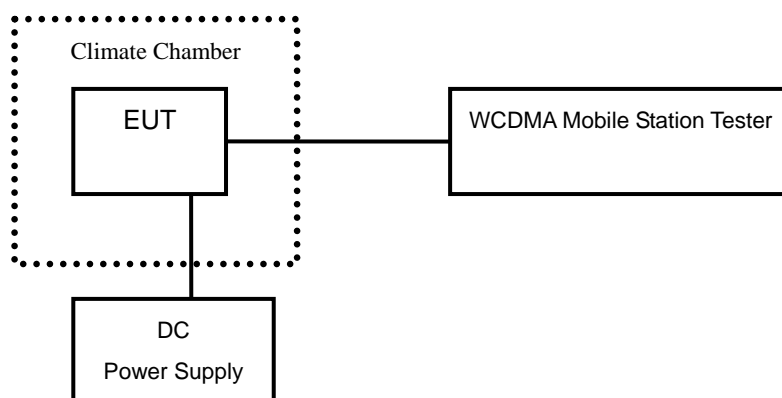 Climate Chamber
EUT
WCDMA Mobile Station Tester
DC
Power Supply